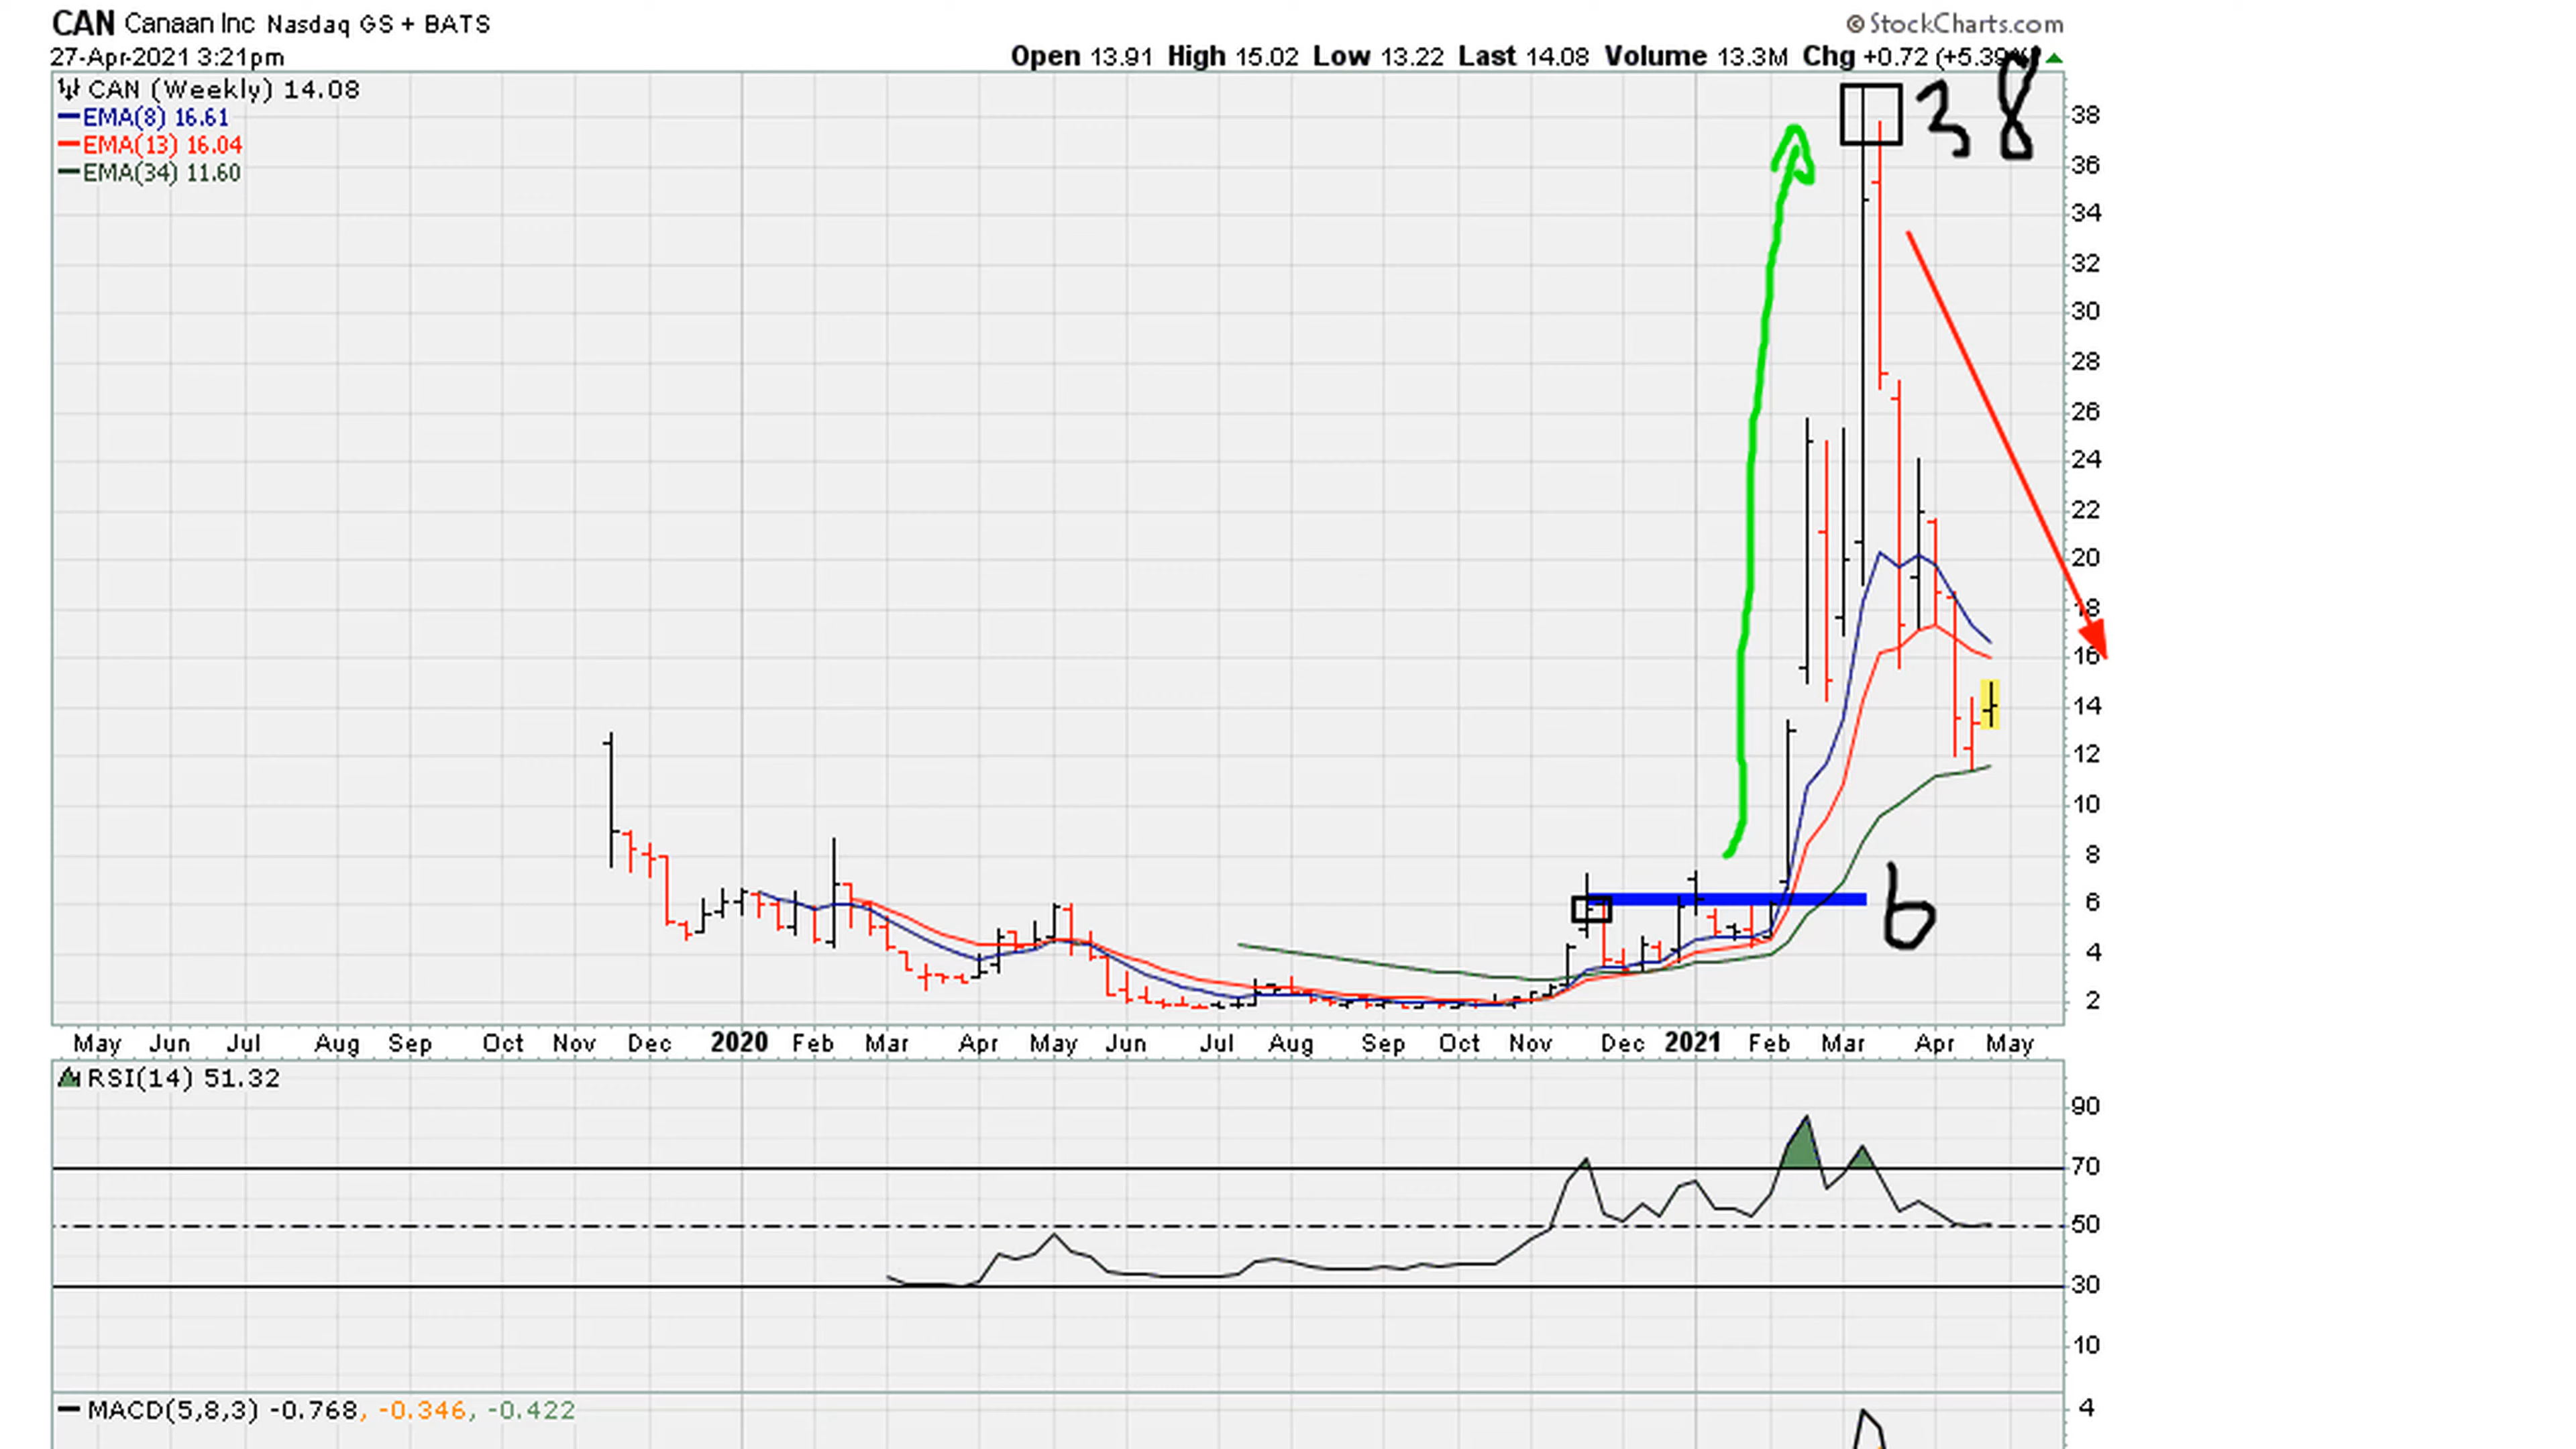 CAN Canaan Inc Nasdaq GS + BATS
© StockCharts.com
27-Apr-2021 3:21pm
Open 13.91 High 15.02 Low 13.22 Last 14.08 Volume 13.3M Chg +0.72 (+5.39%)
CAN (Weekly) 14.08
EMA(8) 16.61
EMA(13) 16.04
EMA(34) 11.60
38
38
36
34
32
30
28
26
24
22
20
18
16
14
12
10
8
6
4
2
6
May Jun Jul Aug Sep Oct Nov Dec 2020 Feb Mar Apr May Jun Jul Aug Sep Oct Nov Dec 2021 Feb Mar Apr May
RSI(14) 51.32
90
70
50
30
10
MACD(5,8,3) -0.768, -0.346, -0.422
4